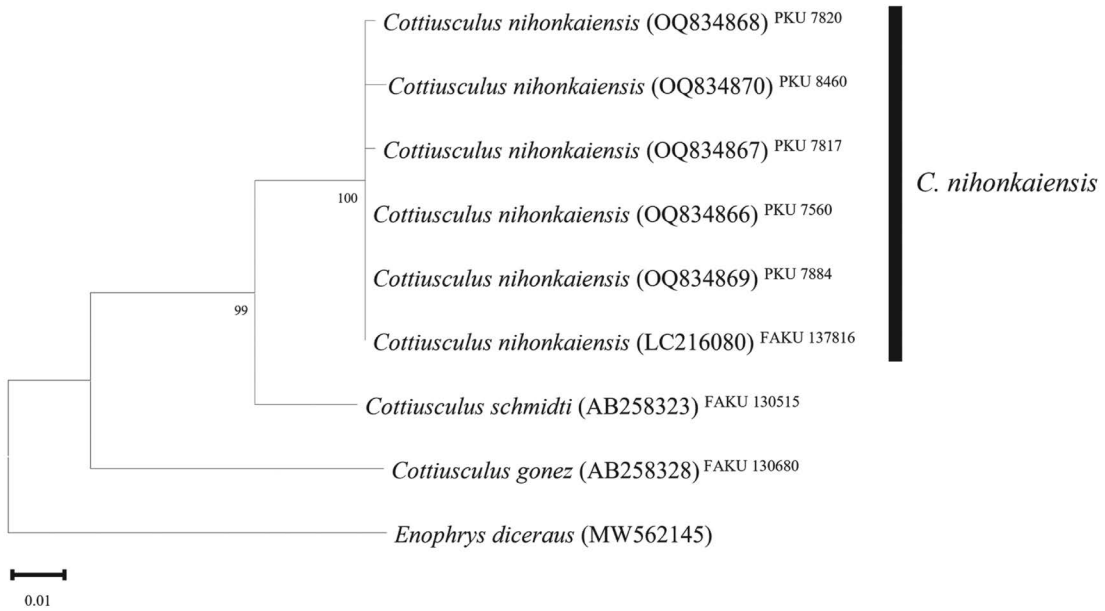 Cottiusculus nihonkaiensis (OQ834868) PKU 7820
Cottiusculus nihonkaiensis (OQ834870) PKU 8460
Cottiusculus nihonkaiensis (OQ834867) PKU 7817
C. nihonkaiensis
100
Cottiusculus nihonkaiensis (OQ834866) PKU 7560
Cottiusculus nihonkaiensis (OQ834869) PKU 7884
99
Cottiusculus nihonkaiensis (LC216080) FAKU 137816
Cottiusculus schmidti (AB258323) FAKU 130515
Cottiusculus gonez (AB258328) FAKU 130680
Enophrys diceraus (MW562145)
0.01